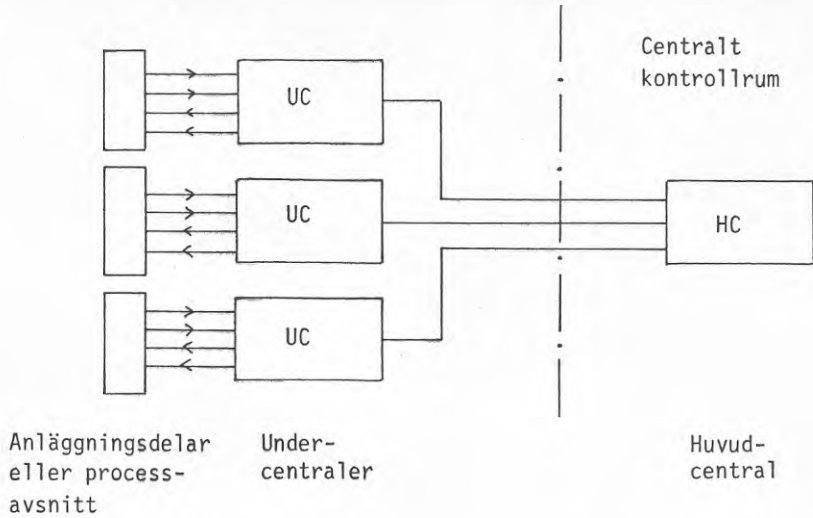 Centralt
kontrollrum
UC
UC
HC
UC
Anläggningsdelar
eller process-
avsnitt
Under-
centraler
Huvud-
central